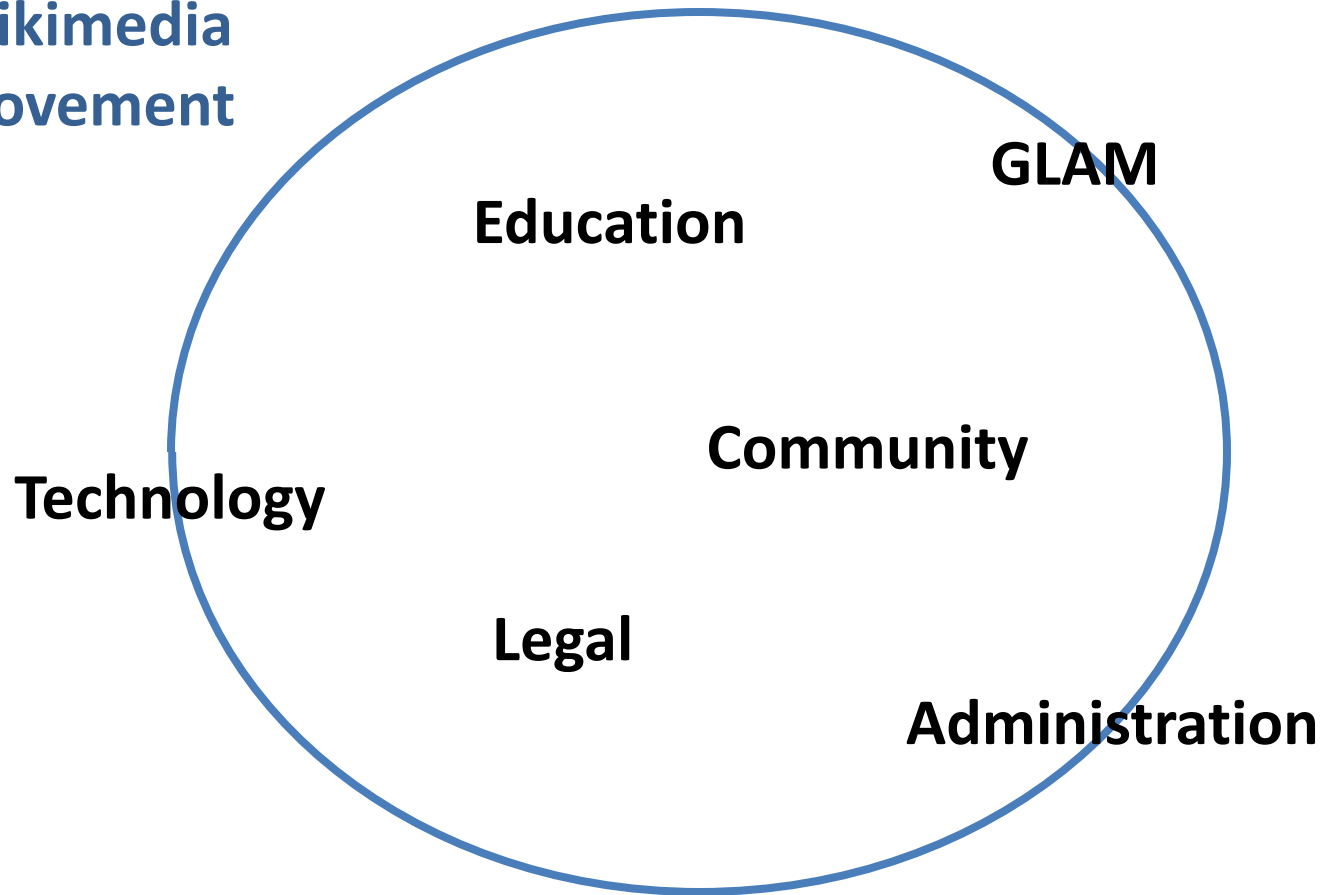 ikimedia
ovement
GLAM
Education
Community
Technology
Legal
Administration